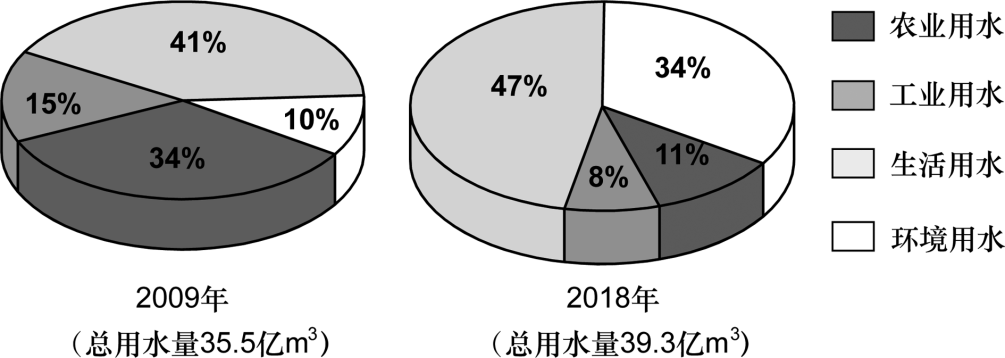 41%
15%
10%
34%
2009年
（总用水量35.5亿m³）
47%
34%
11%
8%
2018年
（总用水量39.3亿m³）
农业用水
工业用水
生活用水
环境用水